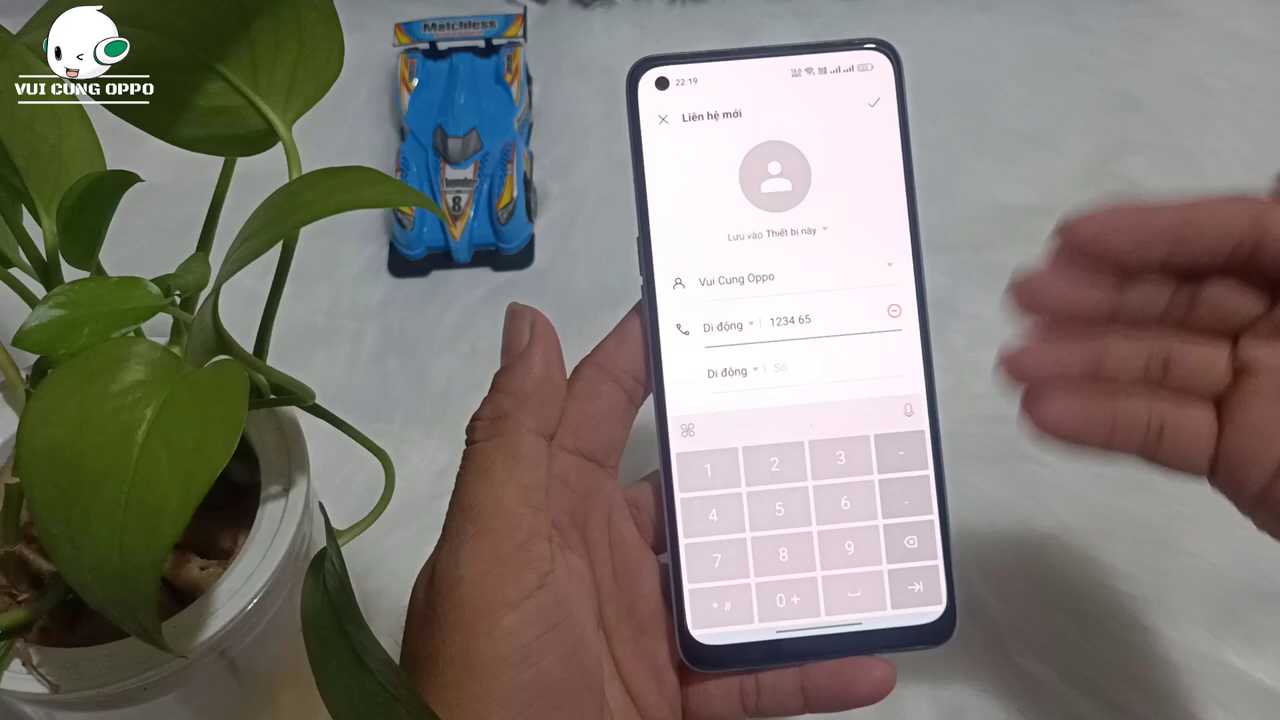 VUI CUNG OPPO
Matchless
Thunder
8
22:19
Liên hệ mới
Lưu vào Thiết bị này
Vui Cung Oppo
Di động 1234 65
Di động Số
1 2 3 -
4 5 6 .
7 8 9
* # 0 +